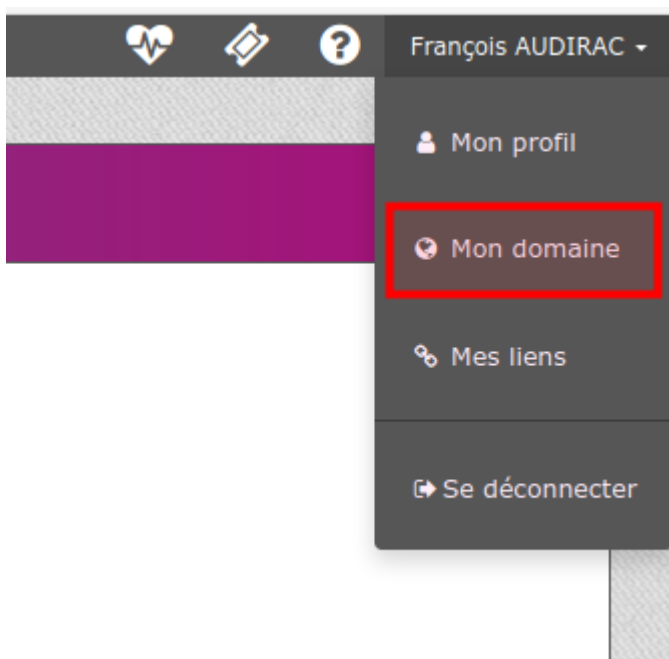 François AUDIRAC
Mon profil
Mon domaine
Mes liens
Se déconnecter